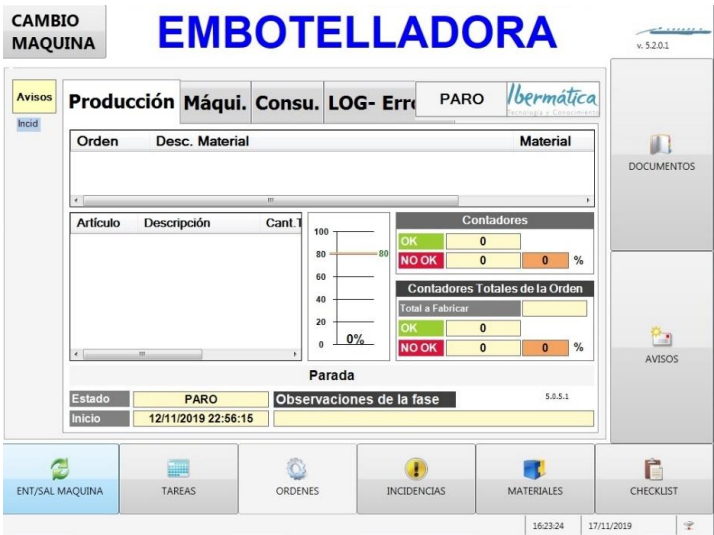 CAMBIO
MAQUINA
EMBOTELLADORA
v. 5.2.0.1
Avisos
Incid
Producción Máqui. Consu. LOG- Erro
PARO
Ibermática
Tecnología y Conocimiento
Orden Desc. Material Material
Artículo Descripción Cant.T
100
80 80
60
40
20
0 0%
Contadores
OK 0
NO OK 0 0 %
Contadores Totales de la Orden
Total a Fabricar
OK 0
NO OK 0 0 %
Parada
Estado PARO Observaciones de la fase 5.0.5.1
Inicio 12/11/2019 22:56:15
DOCUMENTOS
AVISOS
ENT/SAL MAQUINA TAREAS ORDENES INCIDENCIAS MATERIALES CHECKLIST
16:23:24 17/11/2019